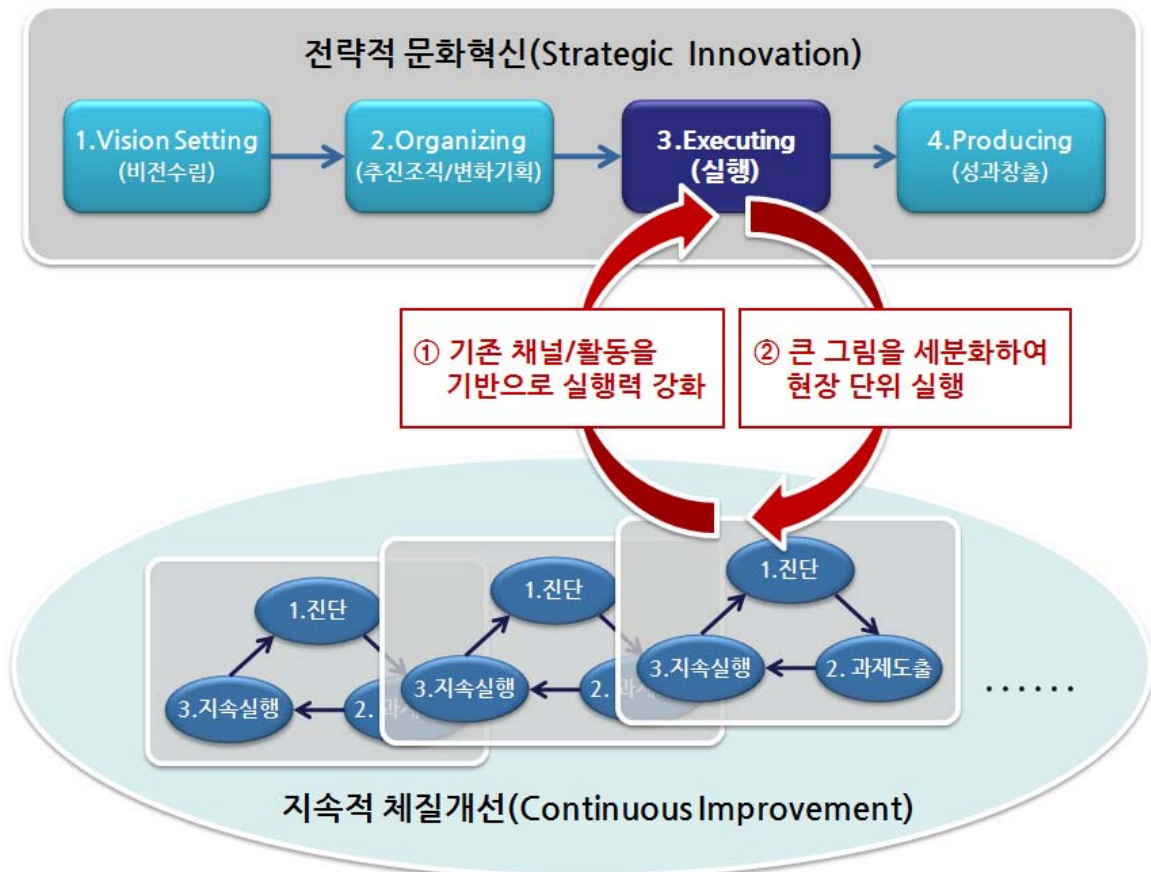 전략적 문화혁신(Strategic Innovation)
1.Vision Setting
(비전수립)
2.Organizing
(추진조직/변화기획)
3.Executing
(실행)
4.Producing
(성과창출)
① 기존 채널/활동을
기반으로 실행력 강화
② 큰 그림을 세분화하여
현장 단위 실행
1.진단
3.지속실행
2. 과제
1.진단
3.지속실행
2. 과제
1.진단
3.지속실행
2. 과제도출
......
지속적 체질개선(Continuous Improvement)